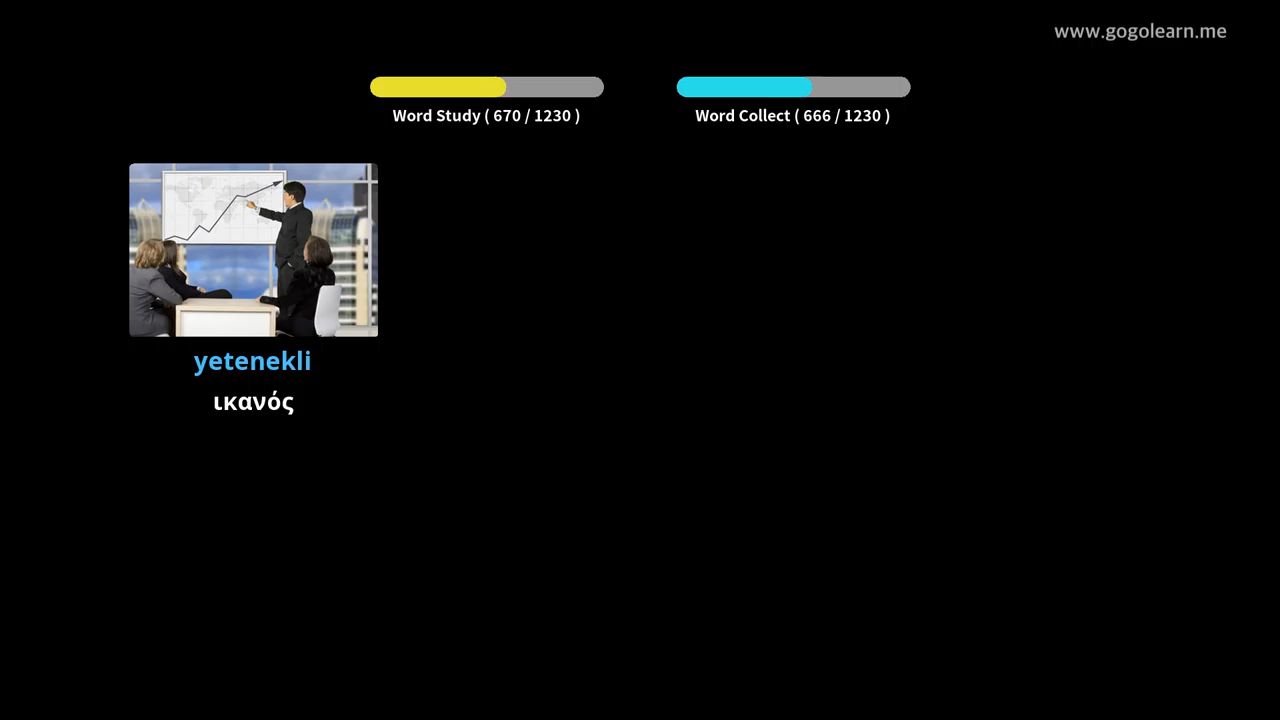 www.gogolearn.me
Word Study ( 670 / 1230 )
Word Collect ( 666 / 1230 )
yetenekli
ικανός